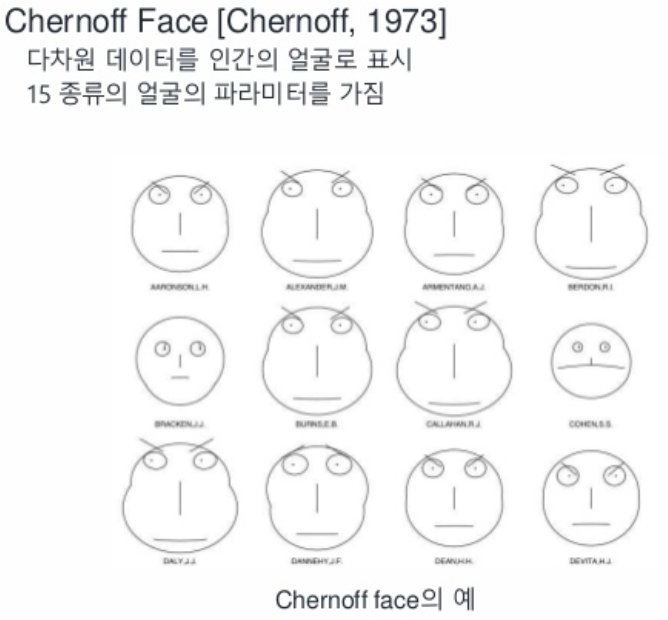 Chernoff Face [Chernoff, 1973]
다차원 데이터를 인간의 얼굴로 표시
15 종류의 얼굴의 파라미터를 가짐
AARONSON,L.H. ALEXANDER,J.M. ARMENTANO,A.J. BERDON,R.I.
BRACKEN,J.J. BURNS,E.B. CALLAHAN,R.J. COHEN,S.S.
DALY,J.J. DANNEHY,J.F. DEAN,H.H. DEVITA,H.J.
Chernoff face의 예